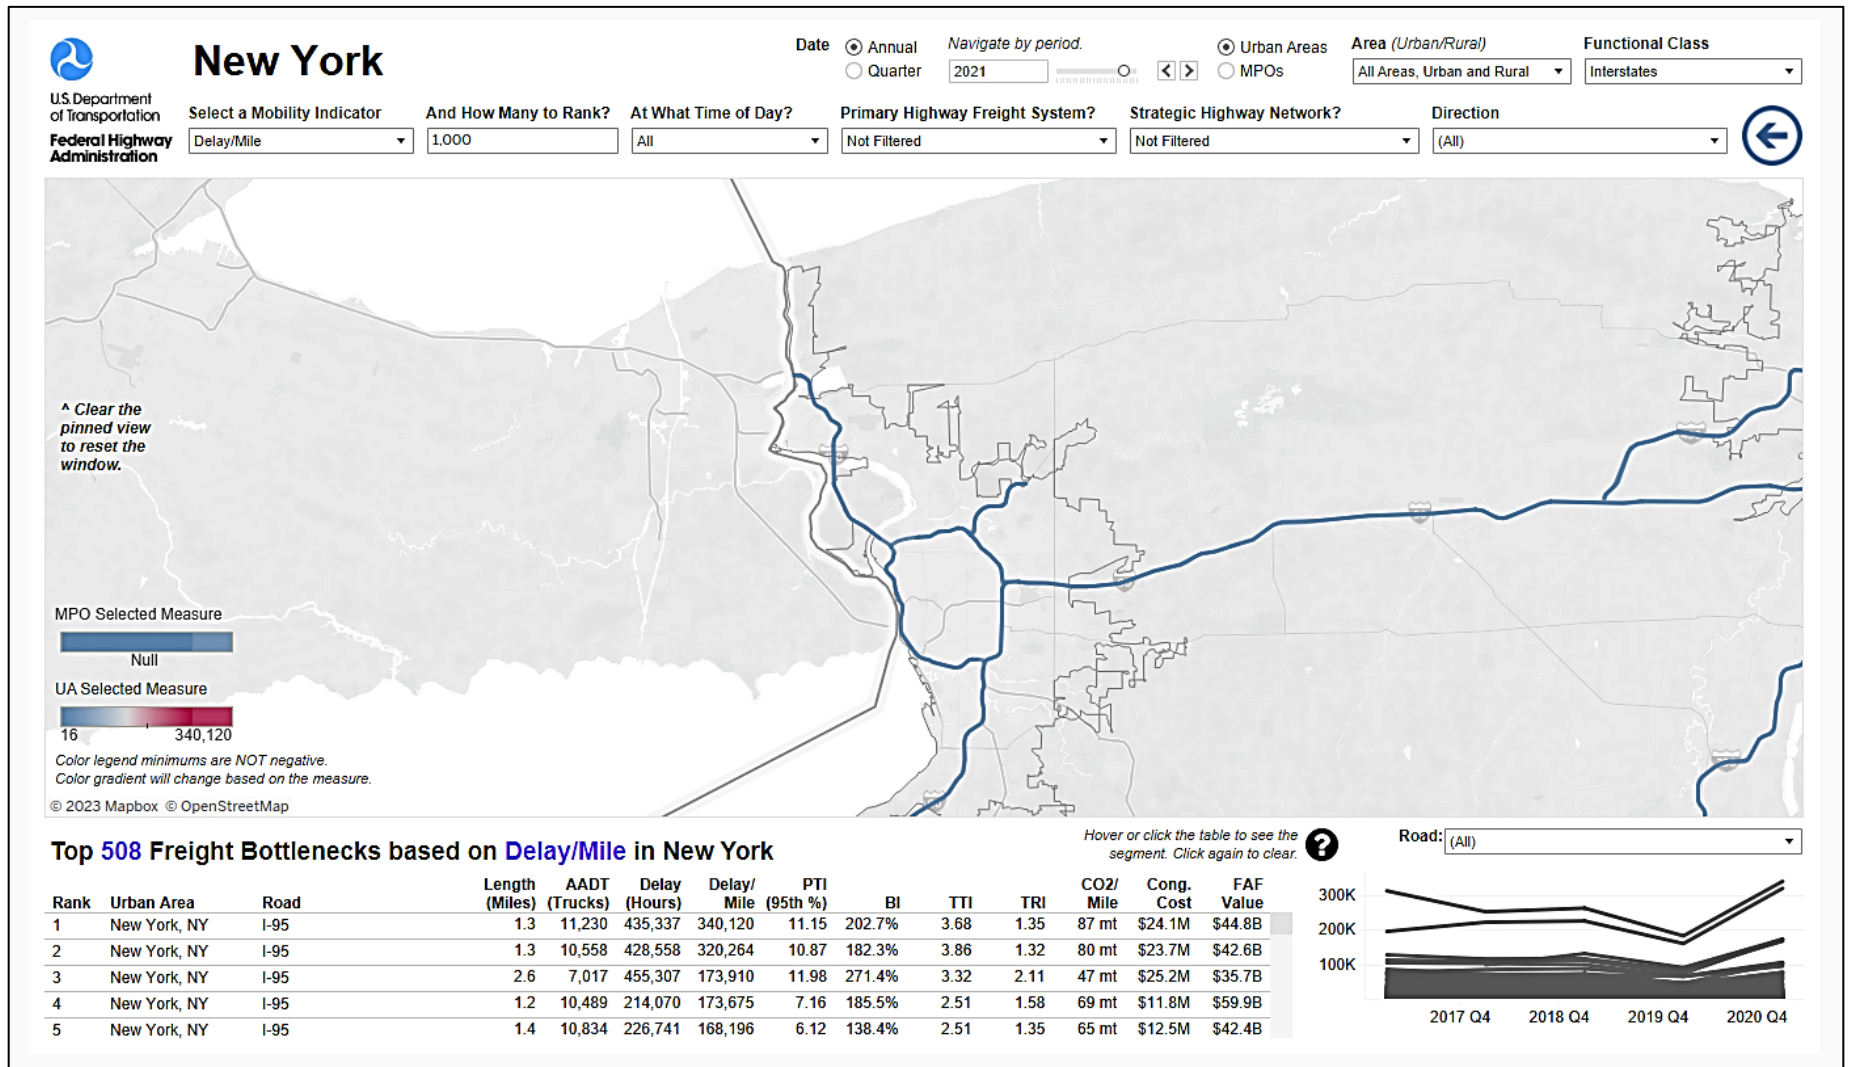 New York
U.S. Department
of Transportation
Federal Highway
Administration
Date
Annual
Quarter
Navigate by period.
2021
< >
Urban Areas
MPOs
Area (Urban/Rural)
All Areas, Urban and Rural
Functional Class
Interstates
Select a Mobility Indicator
Delay/Mile
And How Many to Rank?
1,000
At What Time of Day?
All
Primary Highway Freight System?
Not Filtered
Strategic Highway Network?
Not Filtered
Direction
(All)
^ Clear the
pinned view
to reset the
window.
MPO Selected Measure
Null
UA Selected Measure
16 340,120
Color legend minimums are NOT negative.
Color gradient will change based on the measure.
© 2023 Mapbox © OpenStreetMap
Top 508 Freight Bottlenecks based on Delay/Mile in New York
Hover or click the table to see the
segment. Click again to clear.
?
Road: (All)
Length AADT Delay Delay/ PTI CO2/ Cong. FAF
Rank Urban Area Road (Miles) (Trucks) (Hours) Mile (95th %) BI TTI TRI Mile Cost Value
1 New York, NY I-95 1.3 11,230 435,337 340,120 11.15 202.7% 3.68 1.35 87 mt $24.1M $44.8B
2 New York, NY I-95 1.3 10,558 428,558 320,264 10.87 182.3% 3.86 1.32 80 mt $23.7M $42.6B
3 New York, NY I-95 2.6 7,017 455,307 173,910 11.98 271.4% 3.32 2.11 47 mt $25.2M $35.7B
4 New York, NY I-95 1.2 10,489 214,070 173,675 7.16 185.5% 2.51 1.58 69 mt $11.8M $59.9B
5 New York, NY I-95 1.4 10,834 226,741 168,196 6.12 138.4% 2.51 1.35 65 mt $12.5M $42.4B
300K
200K
100K
2017 Q4 2018 Q4 2019 Q4 2020 Q4